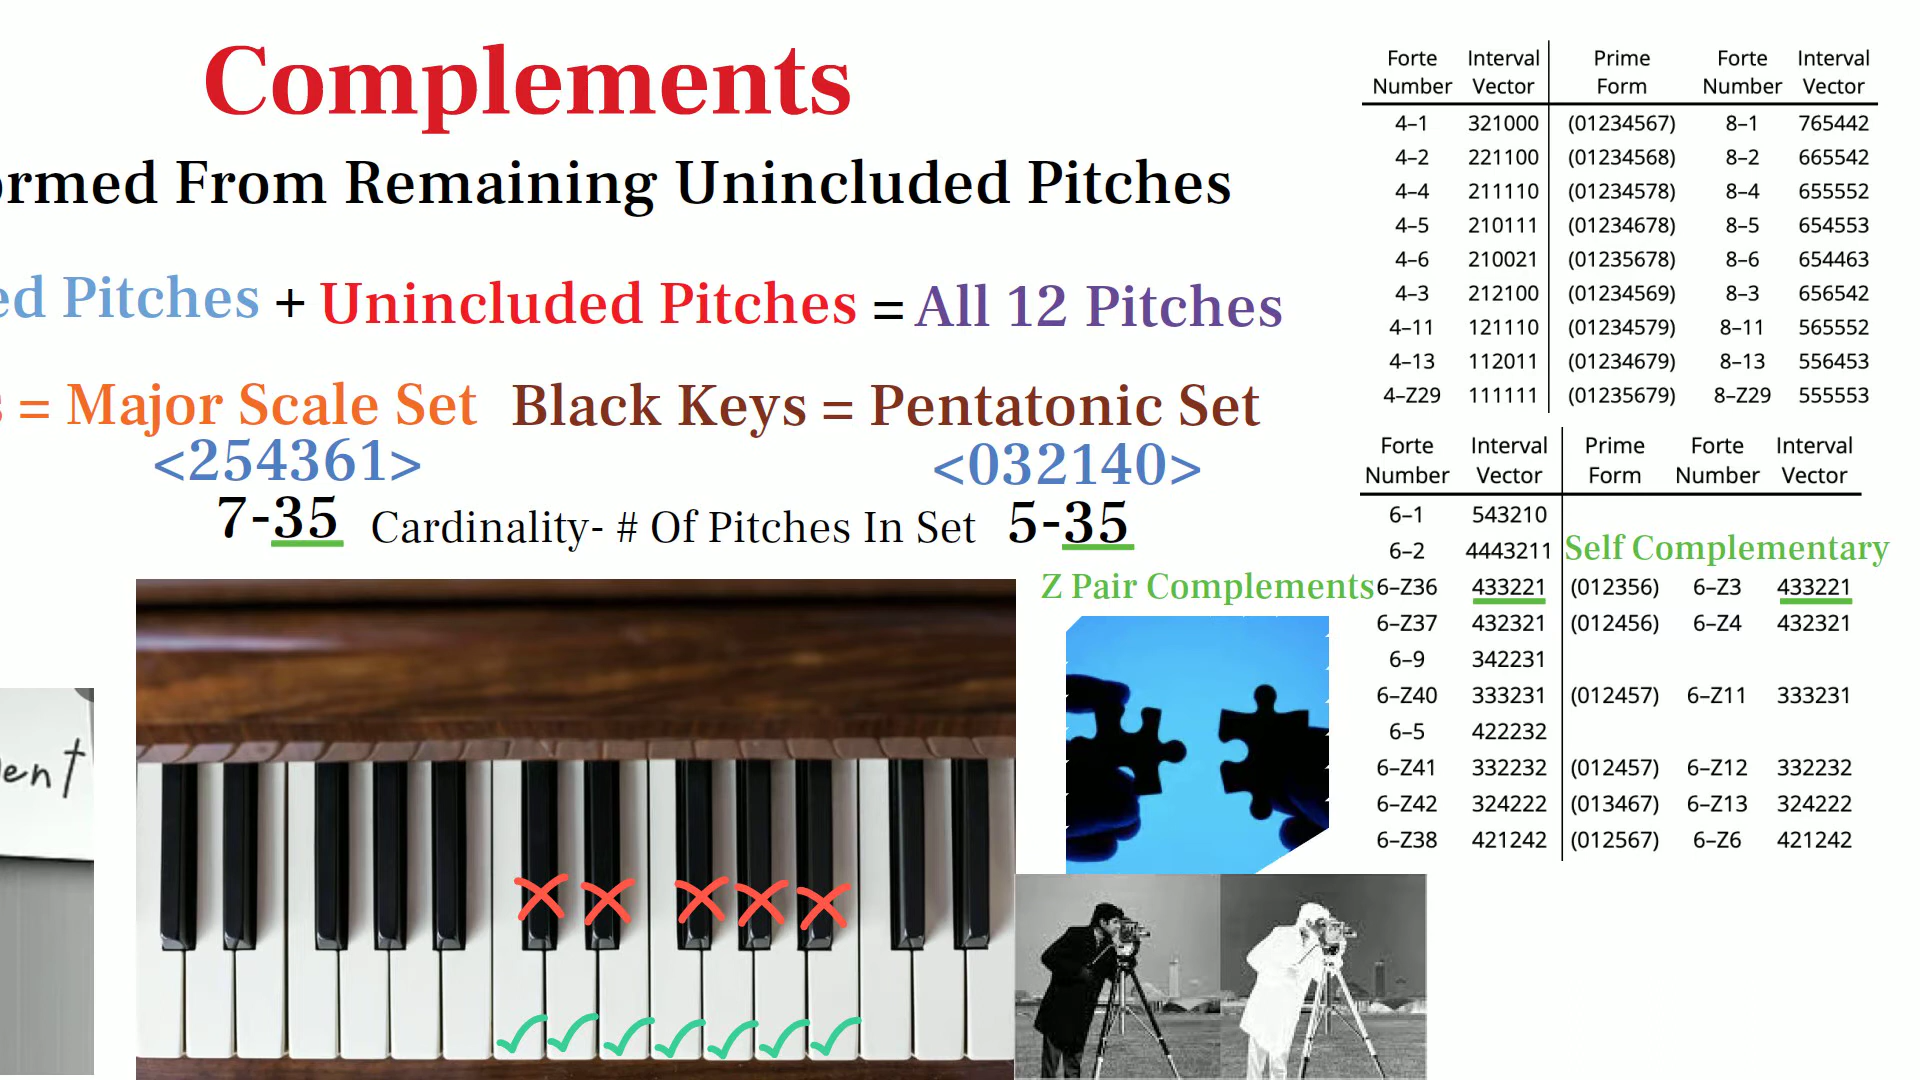 Complements
ormed From Remaining Unincluded Pitches
ed Pitches + Unincluded Pitches = All 12 Pitches
s = Major Scale Set Black Keys = Pentatonic Set
<254361> <032140>
7-35 Cardinality- # Of Pitches In Set 5-35
Z Pair Complements
ent
Forte Interval Prime Forte Interval
Number Vector Form Number Vector
4–1 321000 (01234567) 8–1 765442
4–2 221100 (01234568) 8–2 665542
4–4 211110 (01234578) 8–4 655552
4–5 210111 (01234678) 8–5 654553
4–6 210021 (01235678) 8–6 654463
4–3 212100 (01234569) 8–3 656542
4–11 121110 (01234579) 8–11 565552
4–13 112011 (01234679) 8–13 556453
4–Z29 111111 (01235679) 8–Z29 555553
Forte Interval Prime Forte Interval
Number Vector Form Number Vector
6–1 543210
6–2 4443211 Self Complementary
6–Z36 433221 (012356) 6–Z3 433221
6–Z37 432321 (012456) 6–Z4 432321
6–9 342231
6–Z40 333231 (012457) 6–Z11 333231
6–5 422232
6–Z41 332232 (012457) 6–Z12 332232
6–Z42 324222 (013467) 6–Z13 324222
6–Z38 421242 (012567) 6–Z6 421242